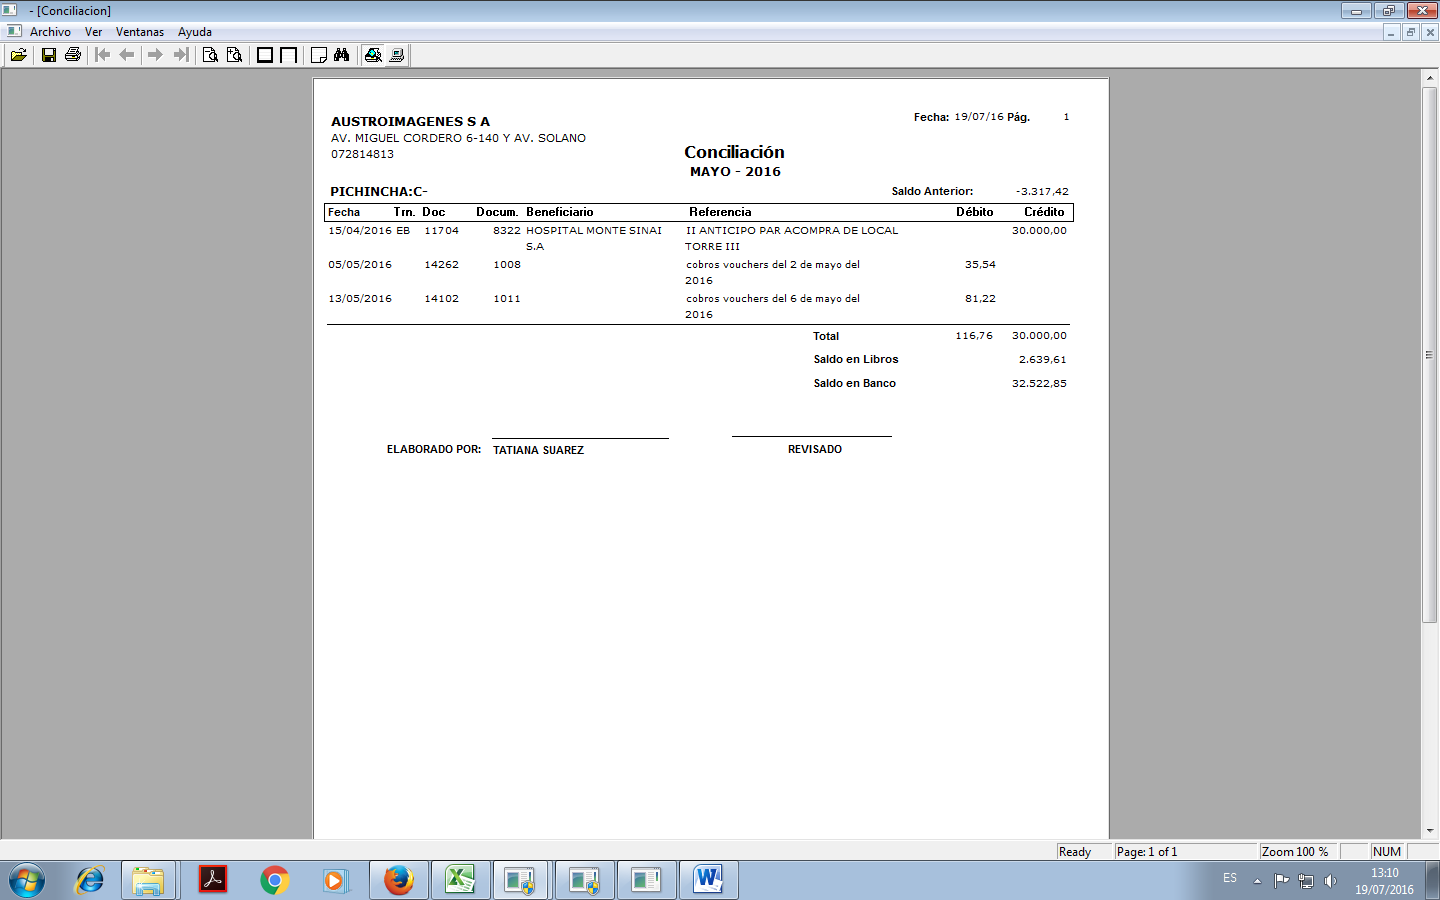 - [Conciliacion]
Archivo Ver Ventanas Ayuda
AUSTROIMAGENES S A
Fecha: 19/07/16 Pág. 1
AV. MIGUEL CORDERO 6-140 Y AV. SOLANO
072814813
Conciliación
MAYO - 2016
PICHINCHA:C-
Saldo Anterior: -3.317,42
Fecha Trn. Doc Docum. Beneficiario Referencia Débito Crédito
15/04/2016 EB 11704 8322 HOSPITAL MONTE SINAI II ANTICIPO PAR ACOMPRA DE LOCAL 30.000,00
S.A TORRE III
05/05/2016 14262 1008 cobros vouchers del 2 de mayo del 35,54
2016
13/05/2016 14102 1011 cobros vouchers del 6 de mayo del 81,22
2016
Total 116,76 30.000,00
Saldo en Libros 2.639,61
Saldo en Banco 32.522,85
ELABORADO POR: TATIANA SUAREZ REVISADO
Ready Page: 1 of 1 Zoom 100 % NUM
ES 13:10
19/07/2016